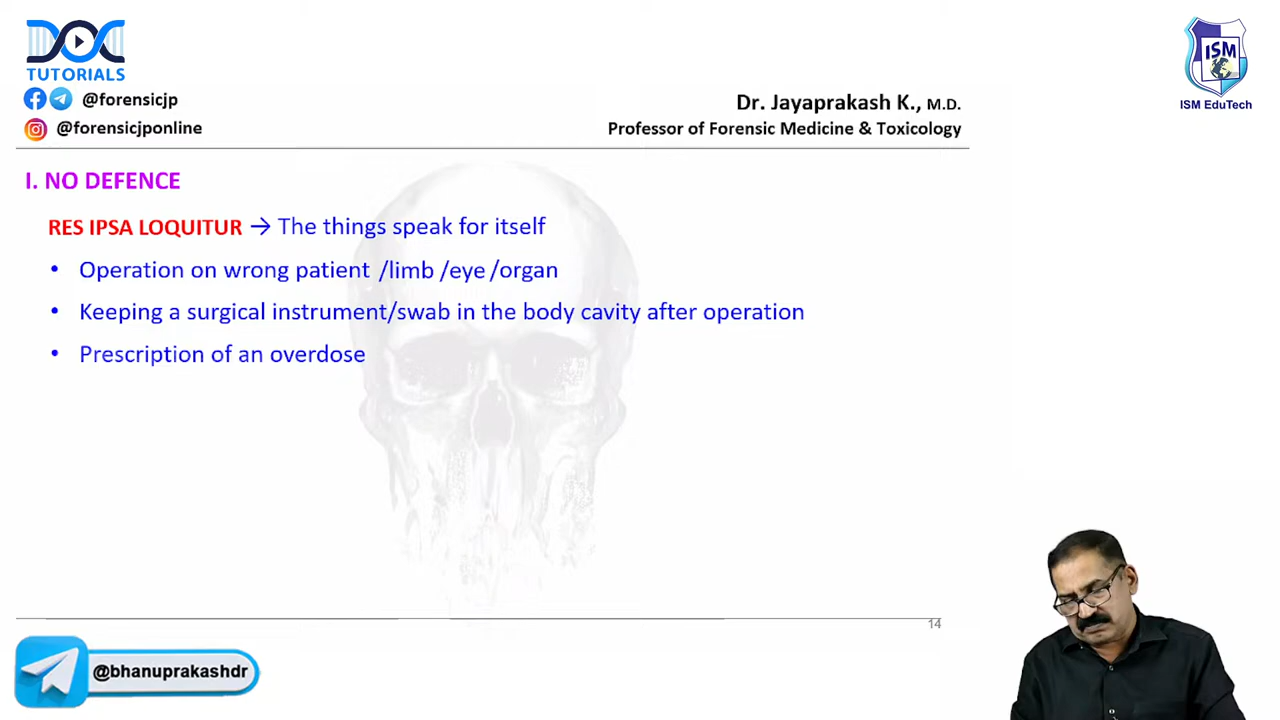 TUTORIALS
@forensicjp
@forensicjponline
ISM
ISM EduTech
Dr. Jayaprakash K., M.D.
Professor of Forensic Medicine & Toxicology
I. NO DEFENCE
RES IPSA LOQUITUR → The things speak for itself
• Operation on wrong patient /limb /eye /organ
• Keeping a surgical instrument/swab in the body cavity after operation
• Prescription of an overdose
14
@bhanuprakashdr